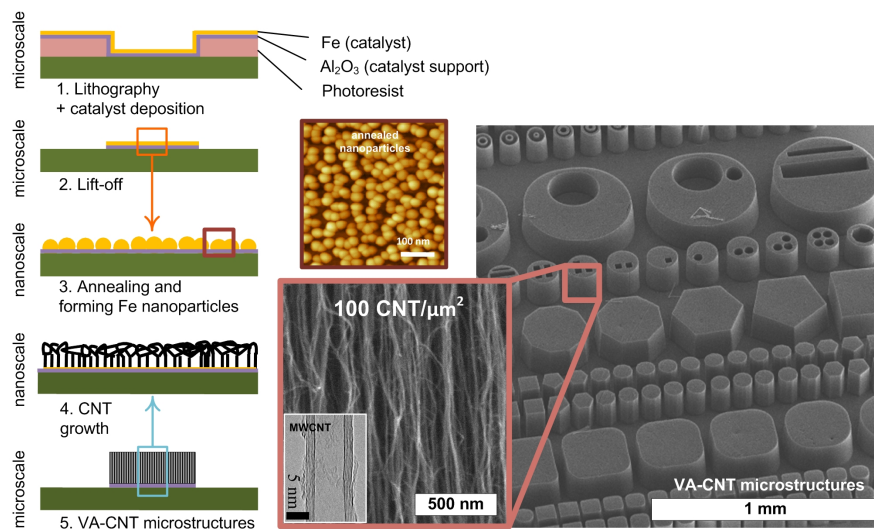 microscale
Fe (catalyst)
Al₂O₃ (catalyst support)
Photoresist
1. Lithography
+ catalyst deposition
microscale
2. Lift-off
annealed
nanoparticles
100 nm
nanoscale
3. Annealing and
forming Fe nanoparticles
nanoscale
4. CNT
growth
microscale
5. VA-CNT microstructures
100 CNT/µm²
MWCNT
5 nm
500 nm
VA-CNT microstructures
1 mm